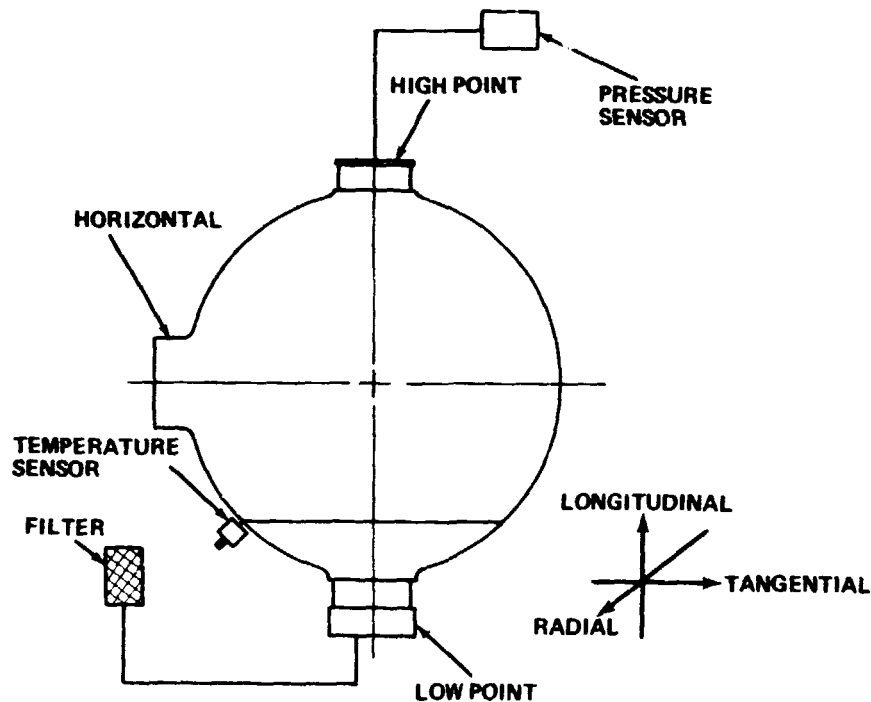 HIGH POINT
PRESSURE
SENSOR
HORIZONTAL
TEMPERATURE
SENSOR
FILTER
LONGITUDINAL
TANGENTIAL
RADIAL
LOW POINT